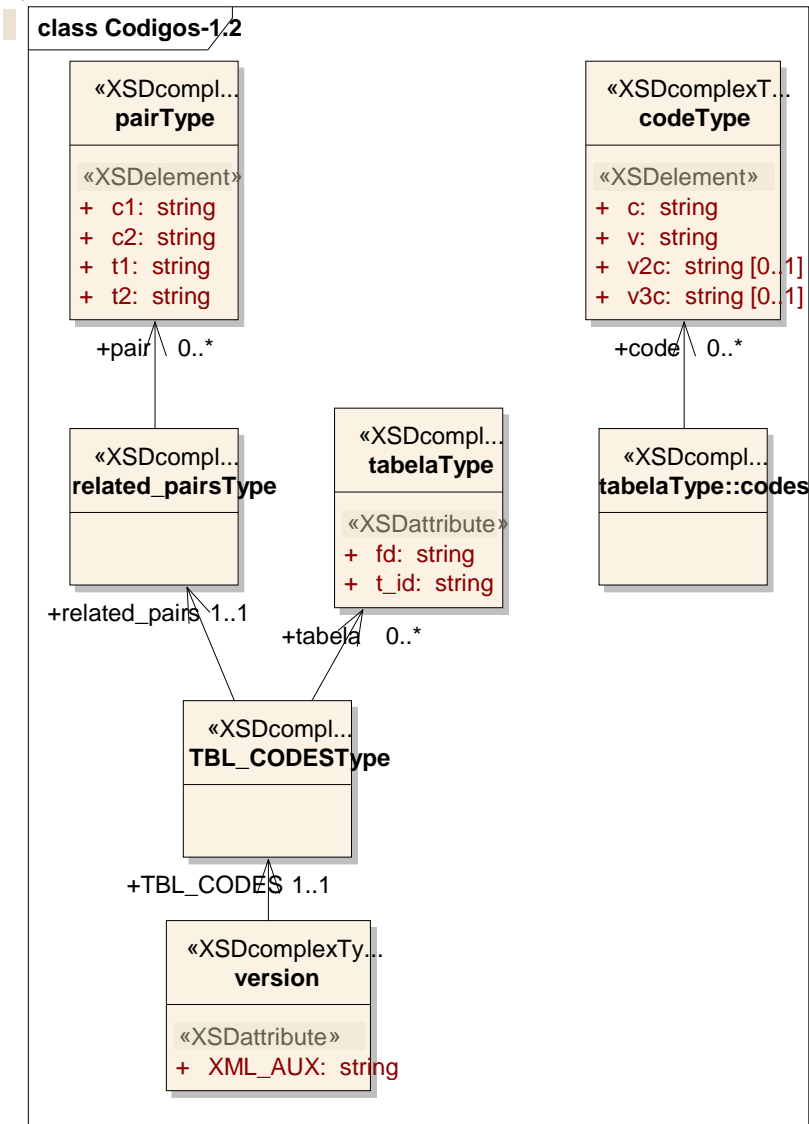 class Codigos-1.2
«XSDcompl...
pairType
«XSDelement»
+ c1: string
+ c2: string
+ t1: string
+ t2: string
«XSDcomplexT...
codeType
«XSDelement»
+ c: string
+ v: string
+ v2c: string [0..1]
+ v3c: string [0..1]
+pair 0..*
+code 0..*
«XSDcompl...
related_pairsType
«XSDcompl...
tabelaType
«XSDattribute»
+ fd: string
+ t_id: string
«XSDcompl...
tabelaType::codes
+related_pairs 1..1
+tabela 0..*
«XSDcompl...
TBL_CODESType
+TBL_CODES 1..1
«XSDcomplexTy...
version
«XSDattribute»
+ XML_AUX: string